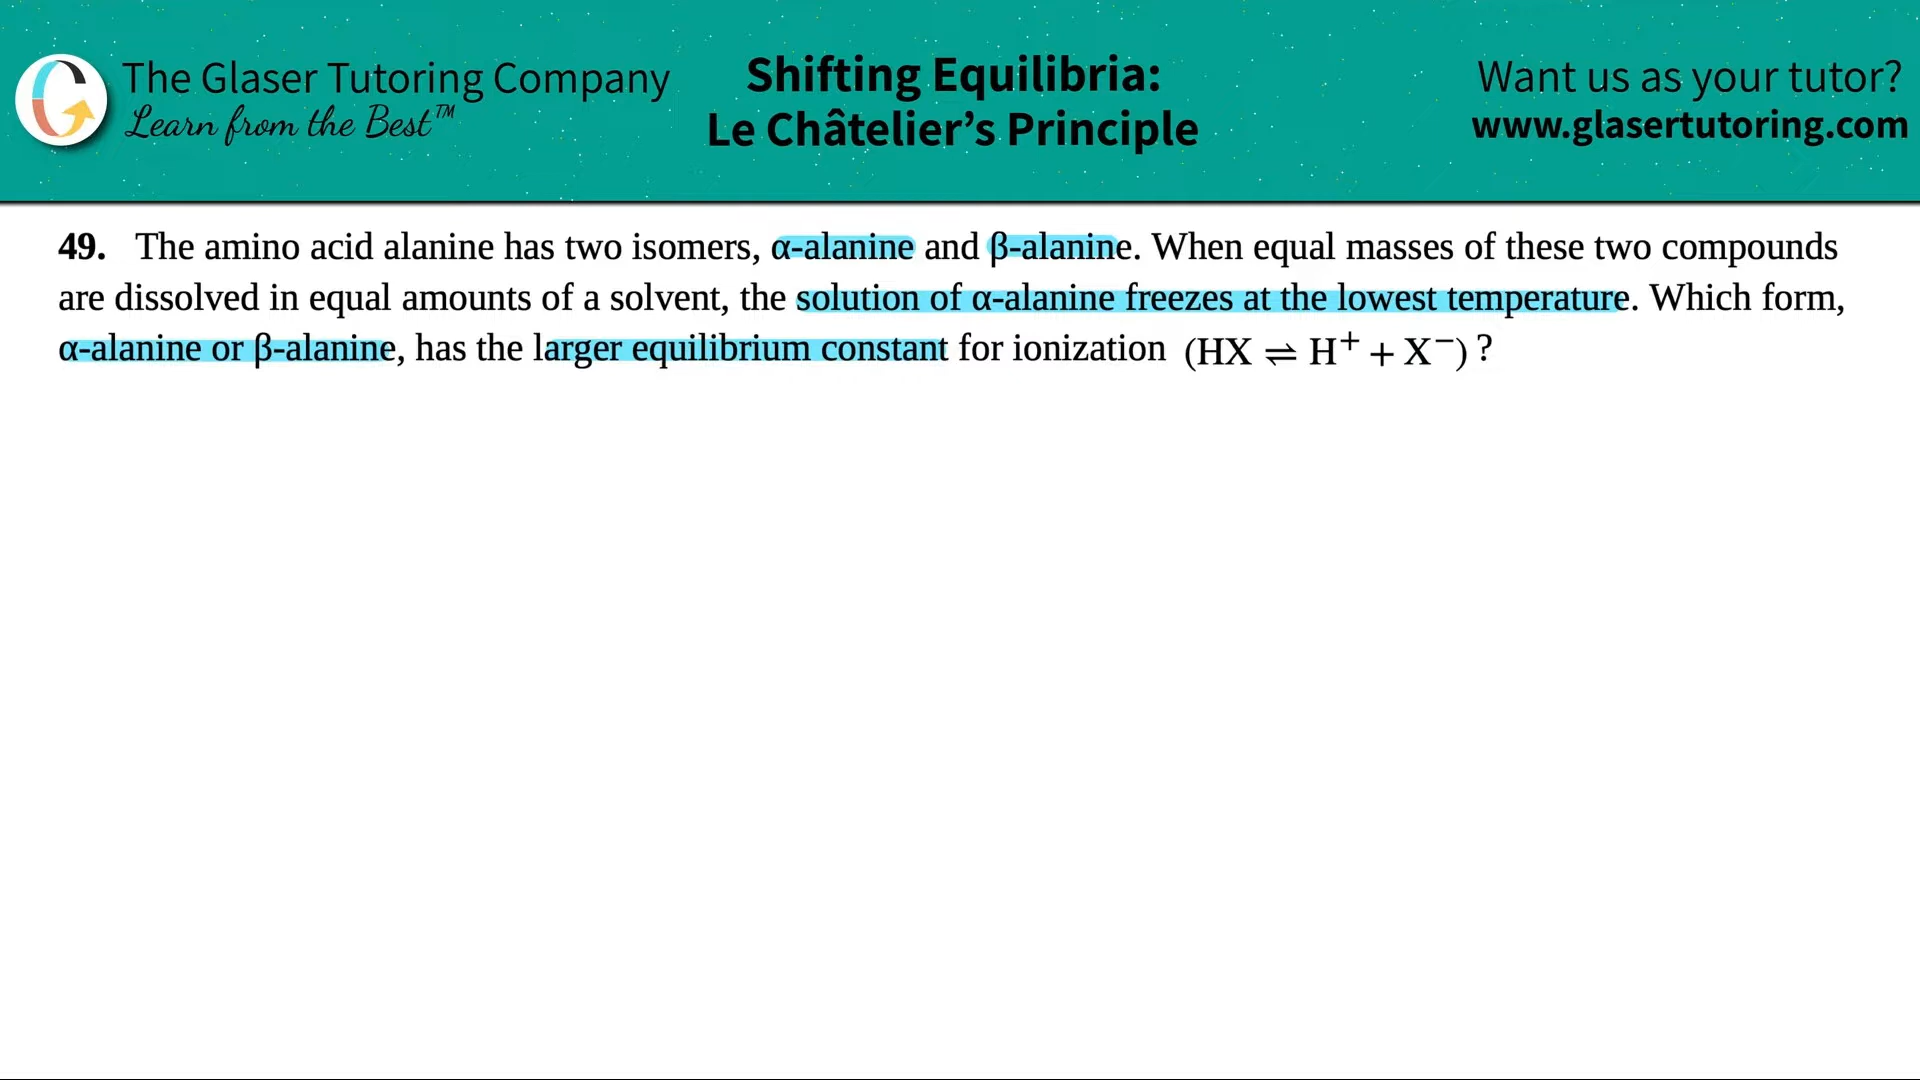 The Glaser Tutoring Company
Learn from the Best™
Shifting Equilibria:
Le Châtelier’s Principle
Want us as your tutor?
www.glasertutoring.com
49. The amino acid alanine has two isomers, α-alanine and β-alanine. When equal masses of these two compounds
are dissolved in equal amounts of a solvent, the solution of α-alanine freezes at the lowest temperature. Which form,
α-alanine or β-alanine, has the larger equilibrium constant for ionization (HX ⇌ H⁺ + X⁻)?